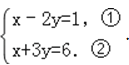 x-2y=1, ①
x+3y=6. ②